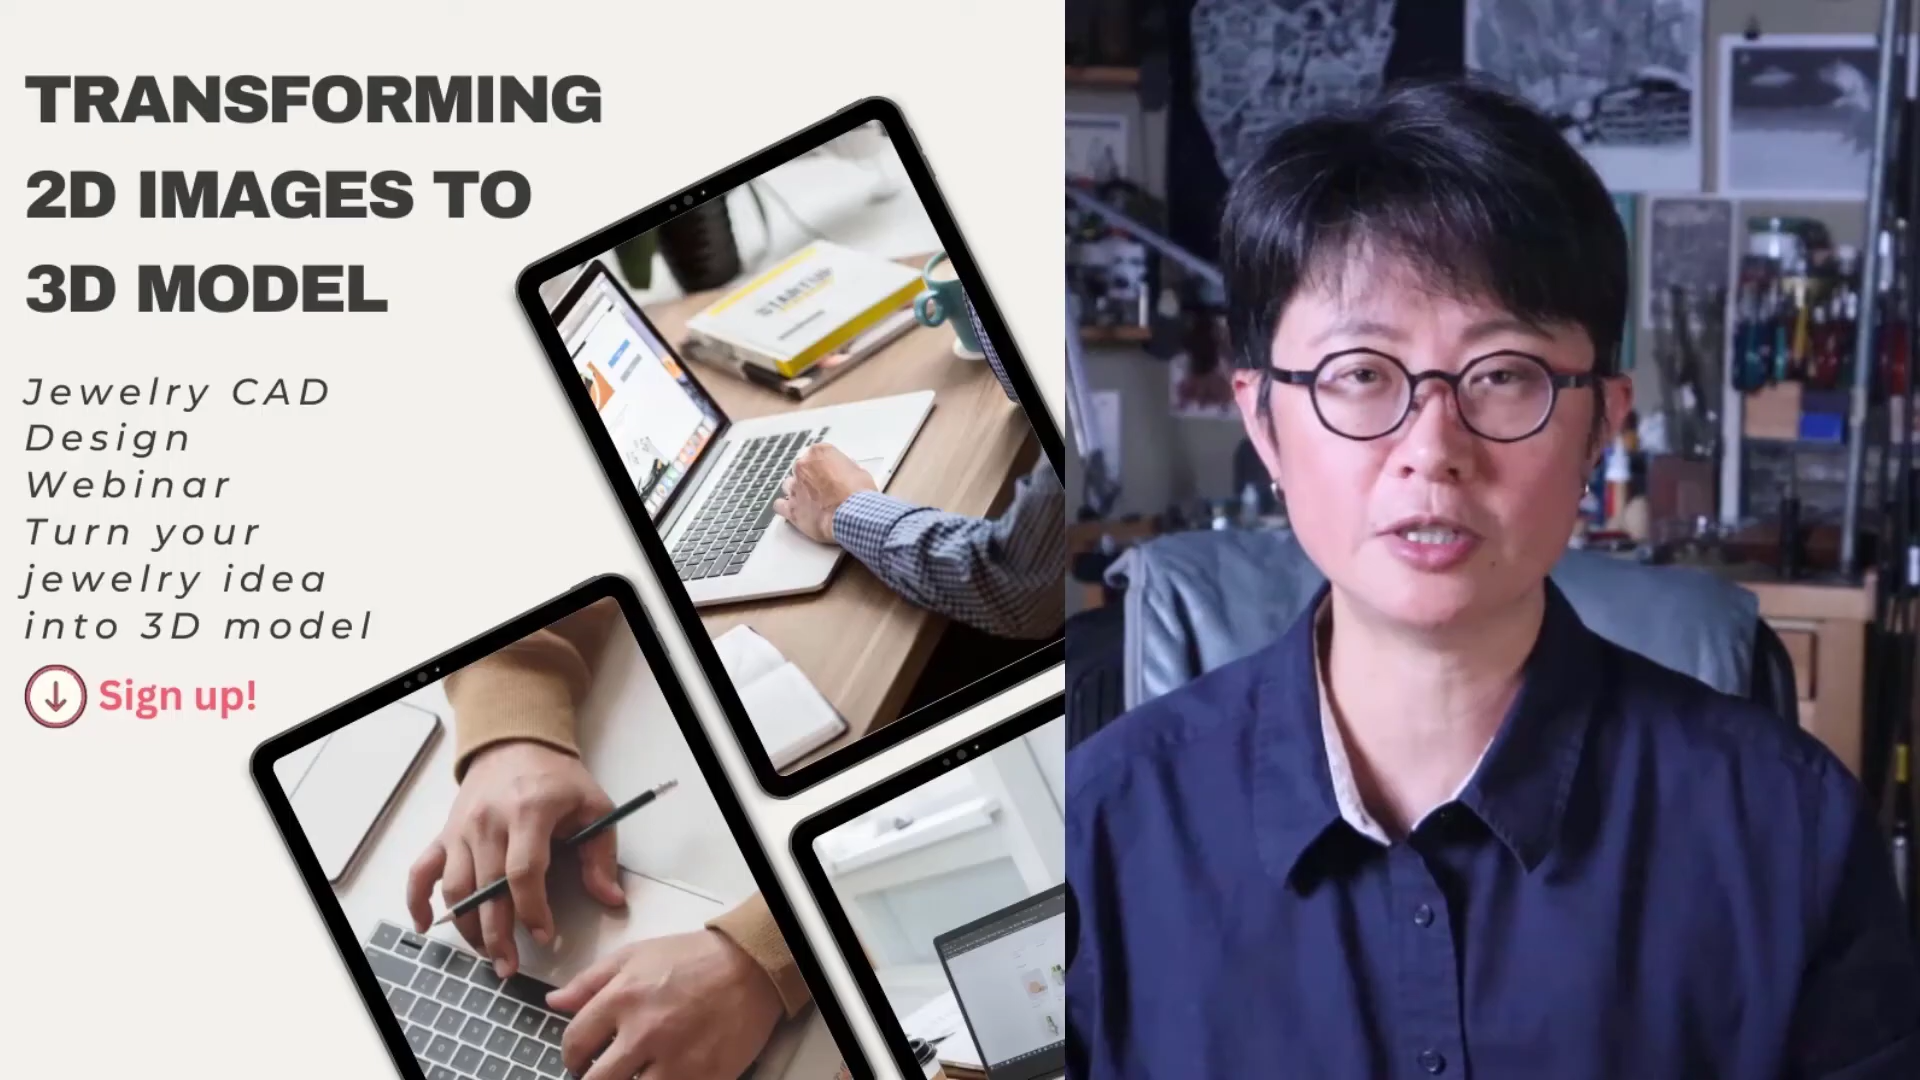 TRANSFORMING
2D IMAGES TO
3D MODEL
Jewelry CAD
Design
Webinar
Turn your
jewelry idea
into 3D model
Sign up!